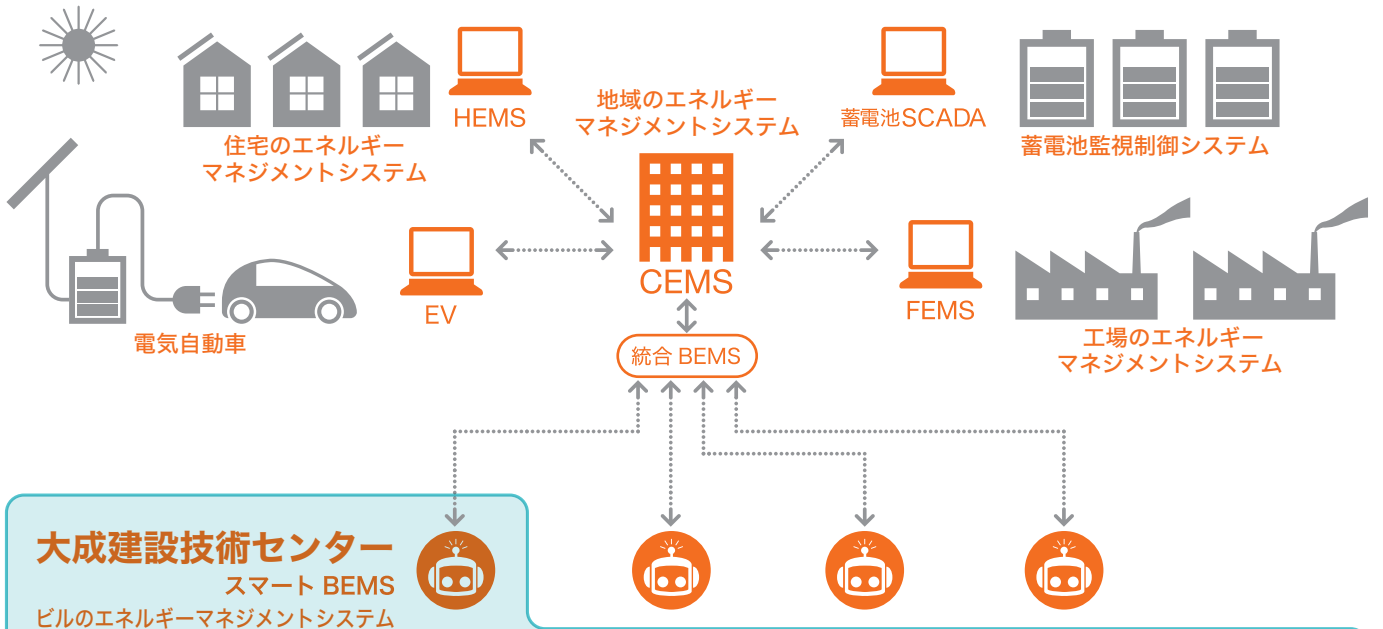 HEMS
住宅のエネルギー
マネジメントシステム
地域のエネルギー
マネジメントシステム
CEMS
蓄電池SCADA
蓄電池監視制御システム
EV
電気自動車
FEMS
工場のエネルギー
マネジメントシステム
統合 BEMS
大成建設技術センター
スマート BEMS
ビルのエネルギーマネジメントシステム